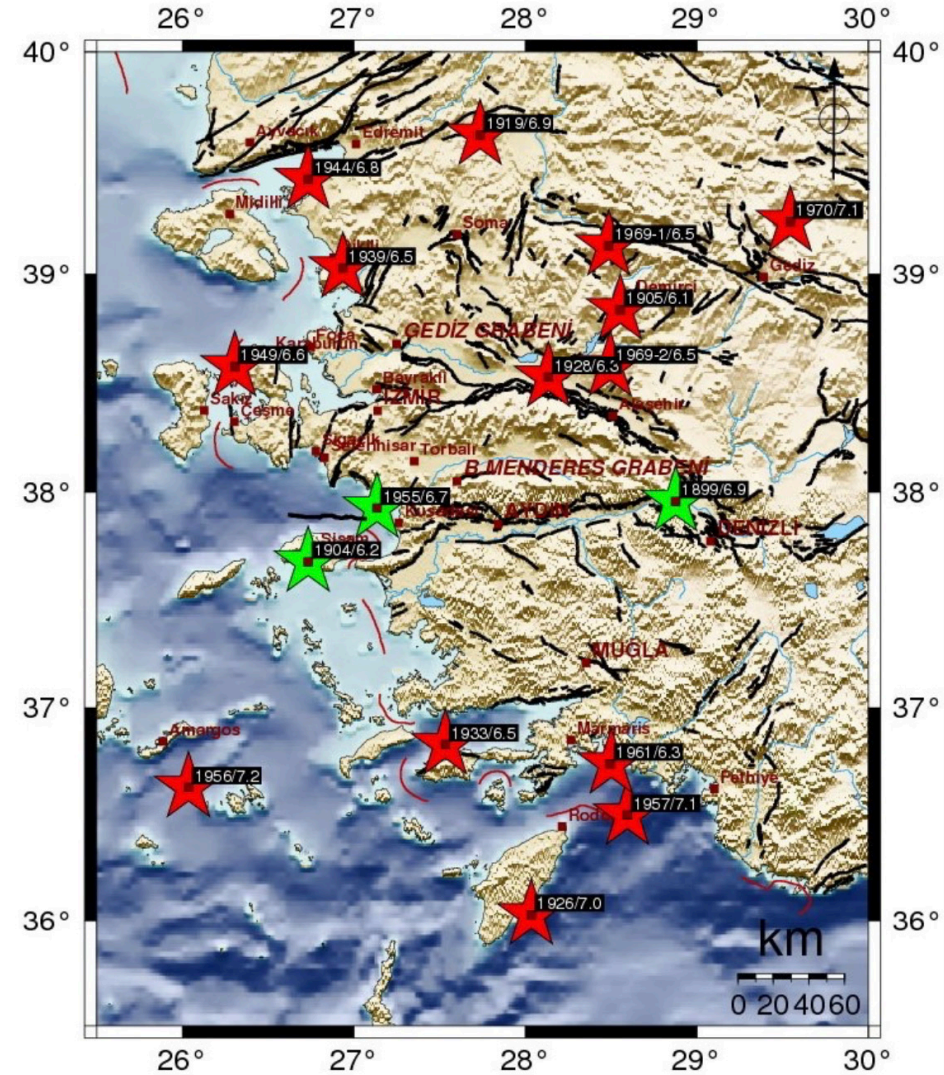 26° 27° 28° 29° 30°
40° 40°
1919/6.9
Ayvacık Edremit
1944/6.8
Midilli
1970/7.1
Soma 1969-1/6.5
1939/6.5
Gediz
39° 39°
Demirci
1905/6.1
GEDİZ GRABENİ
Foça
Karaburun
1949/6.6 1969-2/6.5
1928/6.3
Bayraklı
İZMİR
Sakız Alaşehir
Çeşme
Sığacık
Seferihisar Torbalı
B.MENDERES GRABENİ
38° 38°
1955/6.7 1899/6.9
AYDIN
DENİZLİ
Sisam
1904/6.2
MUĞLA
37° 37°
Amorgos 1933/6.5 Marmaris
1961/6.3
1956/7.2 Fethiye
1957/7.1
Rodos
1926/7.0
36° 36°
km
0 20 40 60
26° 27° 28° 29° 30°